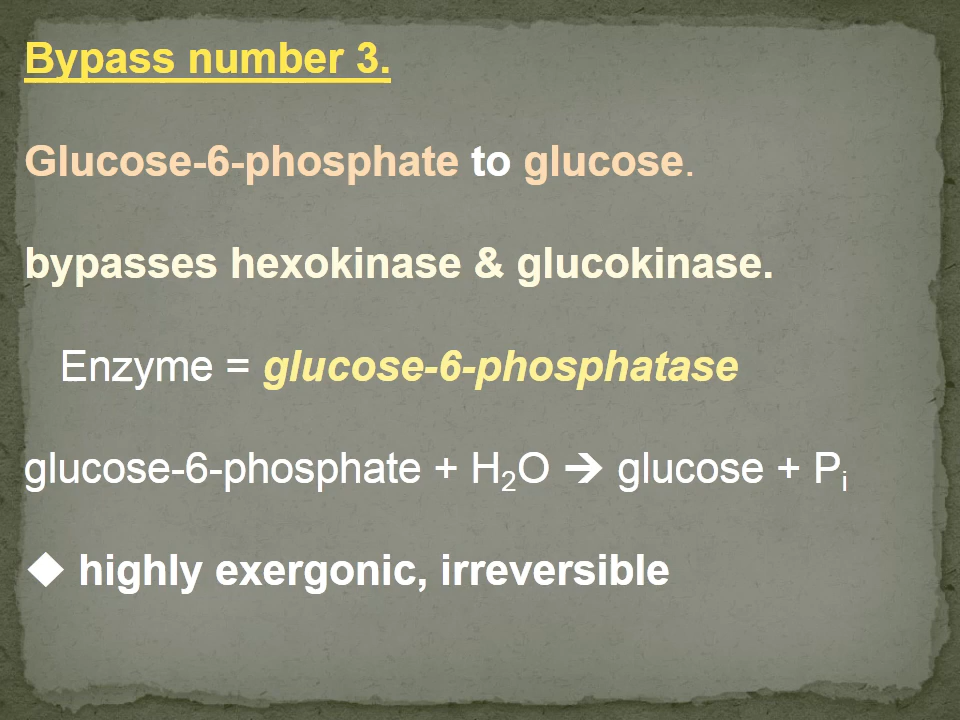 Bypass number 3.
Glucose-6-phosphate to glucose.
bypasses hexokinase & glucokinase.
Enzyme = glucose-6-phosphatase
glucose-6-phosphate + H₂O ➔ glucose + Pᵢ
◆ highly exergonic, irreversible